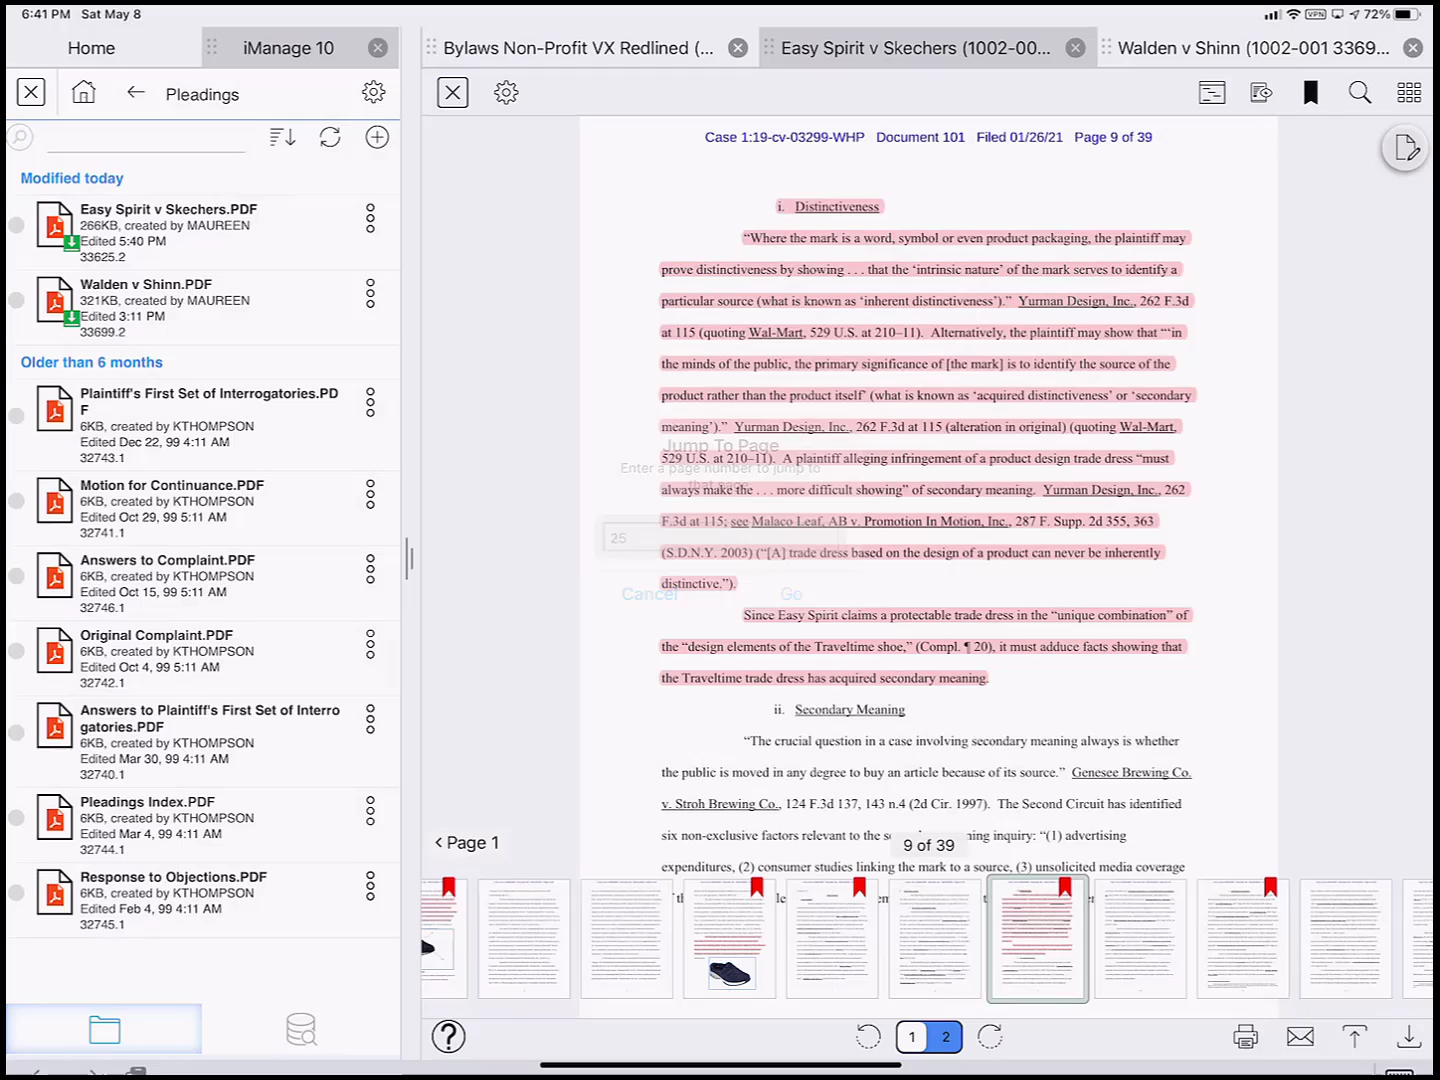 6:41 PM Sat May 8
VPN 72%
Home
iManage 10
Bylaws Non-Profit VX Redlined (...
Easy Spirit v Skechers (1002-00...
Walden v Shinn (1002-001 3369...
Pleadings
Modified today
Easy Spirit v Skechers.PDF
266KB, created by MAUREEN
Edited 5:40 PM
33625.2
Walden v Shinn.PDF
321KB, created by MAUREEN
Edited 3:11 PM
33699.2
Older than 6 months
Plaintiff's First Set of Interrogatories.PD
F
6KB, created by KTHOMPSON
Edited Dec 22, 99 4:11 AM
32743.1
Motion for Continuance.PDF
6KB, created by KTHOMPSON
Edited Oct 29, 99 5:11 AM
32741.1
Answers to Complaint.PDF
6KB, created by KTHOMPSON
Edited Oct 15, 99 5:11 AM
32746.1
Original Complaint.PDF
6KB, created by KTHOMPSON
Edited Oct 4, 99 5:11 AM
32742.1
Answers to Plaintiff's First Set of Interro
gatories.PDF
6KB, created by KTHOMPSON
Edited Mar 30, 99 4:11 AM
32740.1
Pleadings Index.PDF
6KB, created by KTHOMPSON
Edited Mar 4, 99 4:11 AM
32744.1
Response to Objections.PDF
6KB, created by KTHOMPSON
Edited Feb 4, 99 4:11 AM
32745.1
Case 1:19-cv-03299-WHP Document 101 Filed 01/26/21 Page 9 of 39
i. Distinctiveness
“Where the mark is a word, symbol or even product packaging, the plaintiff may
prove distinctiveness by showing . . . that the ‘intrinsic nature’ of the mark serves to identify a
particular source (what is known as ‘inherent distinctiveness’).” Yurman Design, Inc., 262 F.3d
at 115 (quoting Wal-Mart, 529 U.S. at 210–11). Alternatively, the plaintiff may show that “‘in
the minds of the public, the primary significance of [the mark] is to identify the source of the
product rather than the product itself’ (what is known as ‘acquired distinctiveness’ or ‘secondary
meaning’).” Yurman Design, Inc., 262 F.3d at 115 (alteration in original) (quoting Wal-Mart,
529 U.S. at 210–11). A plaintiff alleging infringement of a product design trade dress “must
always make the . . . more difficult showing” of secondary meaning. Yurman Design, Inc., 262
F.3d at 115; see Malaco Leaf, AB v. Promotion In Motion, Inc., 287 F. Supp. 2d 355, 363
(S.D.N.Y. 2003) (“[A] trade dress based on the design of a product can never be inherently
distinctive.”).
Since Easy Spirit claims a protectable trade dress in the “unique combination” of
the “design elements of the Traveltime shoe,” (Compl. ¶ 20), it must adduce facts showing that
the Traveltime trade dress has acquired secondary meaning.
ii. Secondary Meaning
“The crucial question in a case involving secondary meaning always is whether
the public is moved in any degree to buy an article because of its source.” Genesee Brewing Co.
v. Stroh Brewing Co., 124 F.3d 137, 143 n.4 (2d Cir. 1997). The Second Circuit has identified
six non-exclusive factors relevant to the ning inquiry: “(1) advertising
expenditures, (2) consumer studies linking the mark to a source, (3) unsolicited media coverage
Jump To Page
Enter a page number to jump to
that page
25
Cancel Go
Page 1
9 of 39
1 2
?